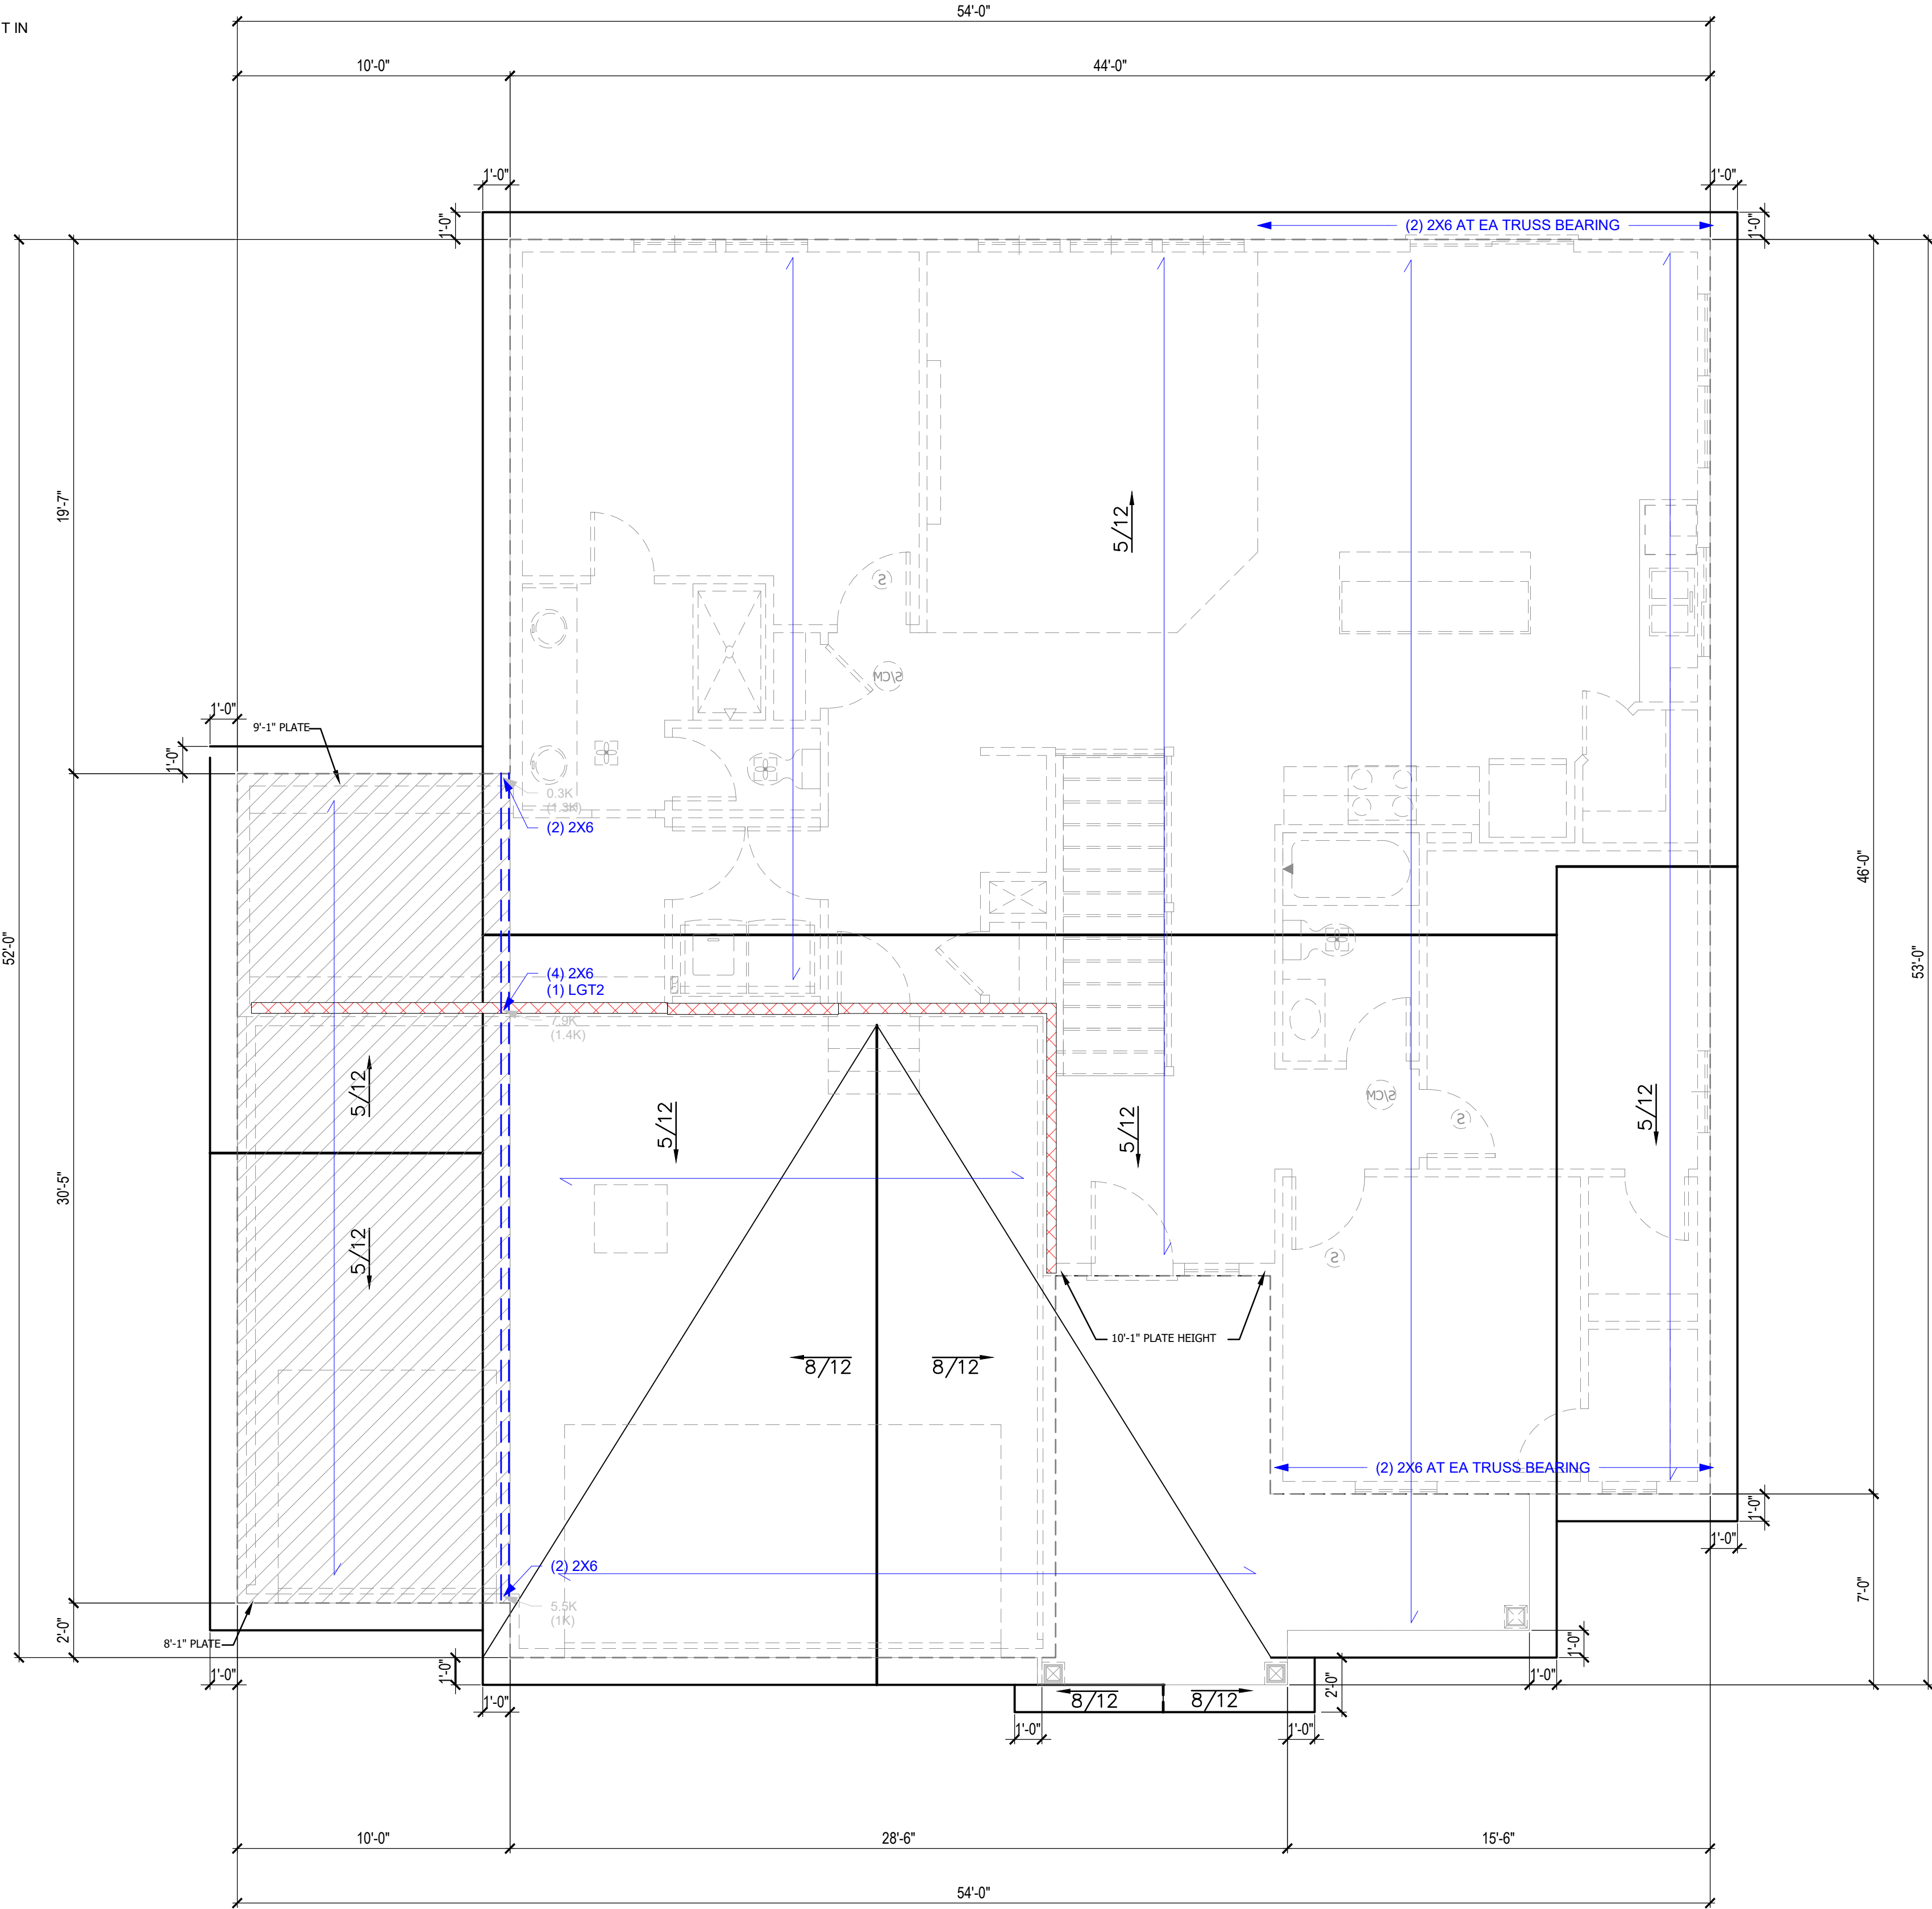 54'-0"
T IN
10'-0"
44'-0"
1'-0"
1'-0"
1'-0"
1'-0"
(2) 2X6 AT EA TRUSS BEARING
19'-7"
5/12
S
S/CM
1'-0"
9'-1" PLATE
1'-0"
0.3K
(1.3K)
(2) 2X6
46'-0"
52'-0"
53'-0"
(4) 2X6
(1) LGT2
7.9K
(1.4K)
5/12
5/12
5/12
5/12
S/CM
S
30'-5"
5/12
S
10'-1" PLATE HEIGHT
8/12
8/12
(2) 2X6 AT EA TRUSS BEARING
1'-0"
1'-0"
(2) 2X6
5.5K
(1K)
7'-0"
2'-0"
8'-1" PLATE
1'-0"
1'-0"
1'-0"
1'-0"
2'-0"
1'-0"
8/12
8/12
1'-0"
1'-0"
10'-0"
28'-6"
15'-6"
54'-0"